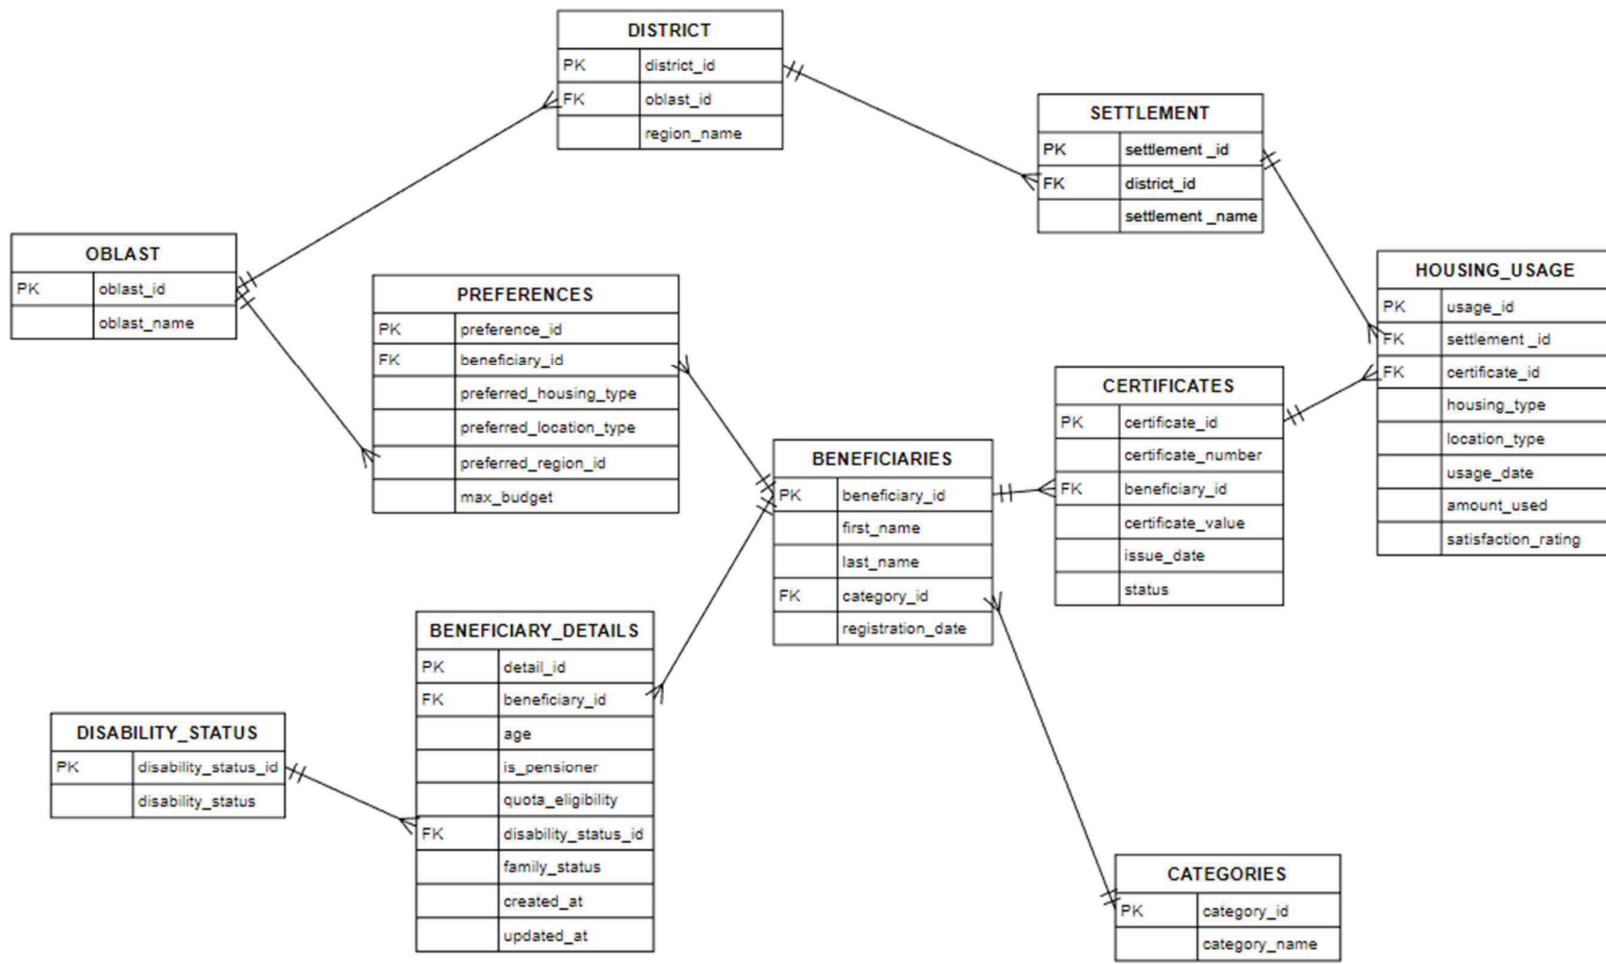 DISTRICT
PK district_id
FK oblast_id
region_name
SETTLEMENT
PK settlement _id
FK district_id
settlement _name
OBLAST
PK oblast_id
oblast_name
PREFERENCES
PK preference_id
FK beneficiary_id
preferred_housing_type
preferred_location_type
preferred_region_id
max_budget
HOUSING_USAGE
PK usage_id
FK settlement _id
FK certificate_id
housing_type
location_type
usage_date
amount_used
satisfaction_rating
CERTIFICATES
PK certificate_id
certificate_number
FK beneficiary_id
certificate_value
issue_date
status
BENEFICIARIES
PK beneficiary_id
first_name
last_name
FK category_id
registration_date
BENEFICIARY_DETAILS
PK detail_id
FK beneficiary_id
age
is_pensioner
quota_eligibility
FK disability_status_id
family_status
created_at
updated_at
DISABILITY_STATUS
PK disability_status_id
disability_status
CATEGORIES
PK category_id
category_name